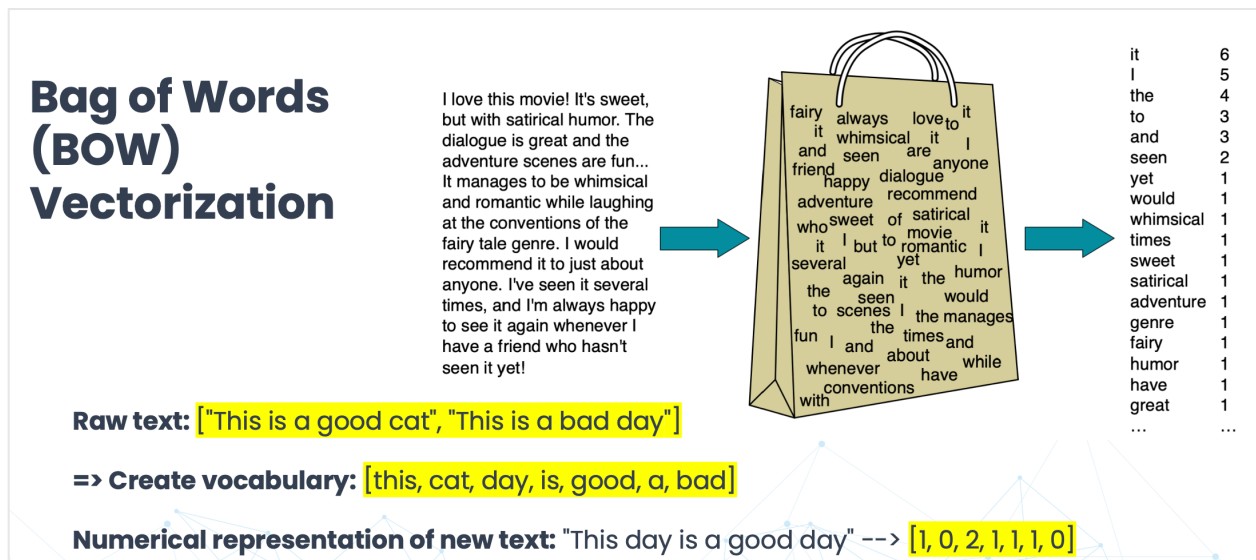 Bag of Words
(BOW)
Vectorization
I love this movie! It's sweet,
but with satirical humor. The
dialogue is great and the
adventure scenes are fun...
It manages to be whimsical
and romantic while laughing
at the conventions of the
fairy tale genre. I would
recommend it to just about
anyone. I've seen it several
times, and I'm always happy
to see it again whenever I
have a friend who hasn't
seen it yet!
fairy always love to it
it whimsical it I
and seen are anyone
friend happy dialogue
adventure recommend
who sweet of satirical
it I but to romantic movie it I
several yet
again it the humor
the seen would
to scenes I the manages
fun I and the times and
about while
whenever have
conventions
with
it 6
I 5
the 4
to 3
and 3
seen 2
yet 1
would 1
whimsical 1
times 1
sweet 1
satirical 1
adventure 1
genre 1
fairy 1
humor 1
have 1
great 1
... ...
Raw text: ["This is a good cat", "This is a bad day"]
=> Create vocabulary: [this, cat, day, is, good, a, bad]
Numerical representation of new text: "This day is a good day" --> [1, 0, 2, 1, 1, 1, 0]